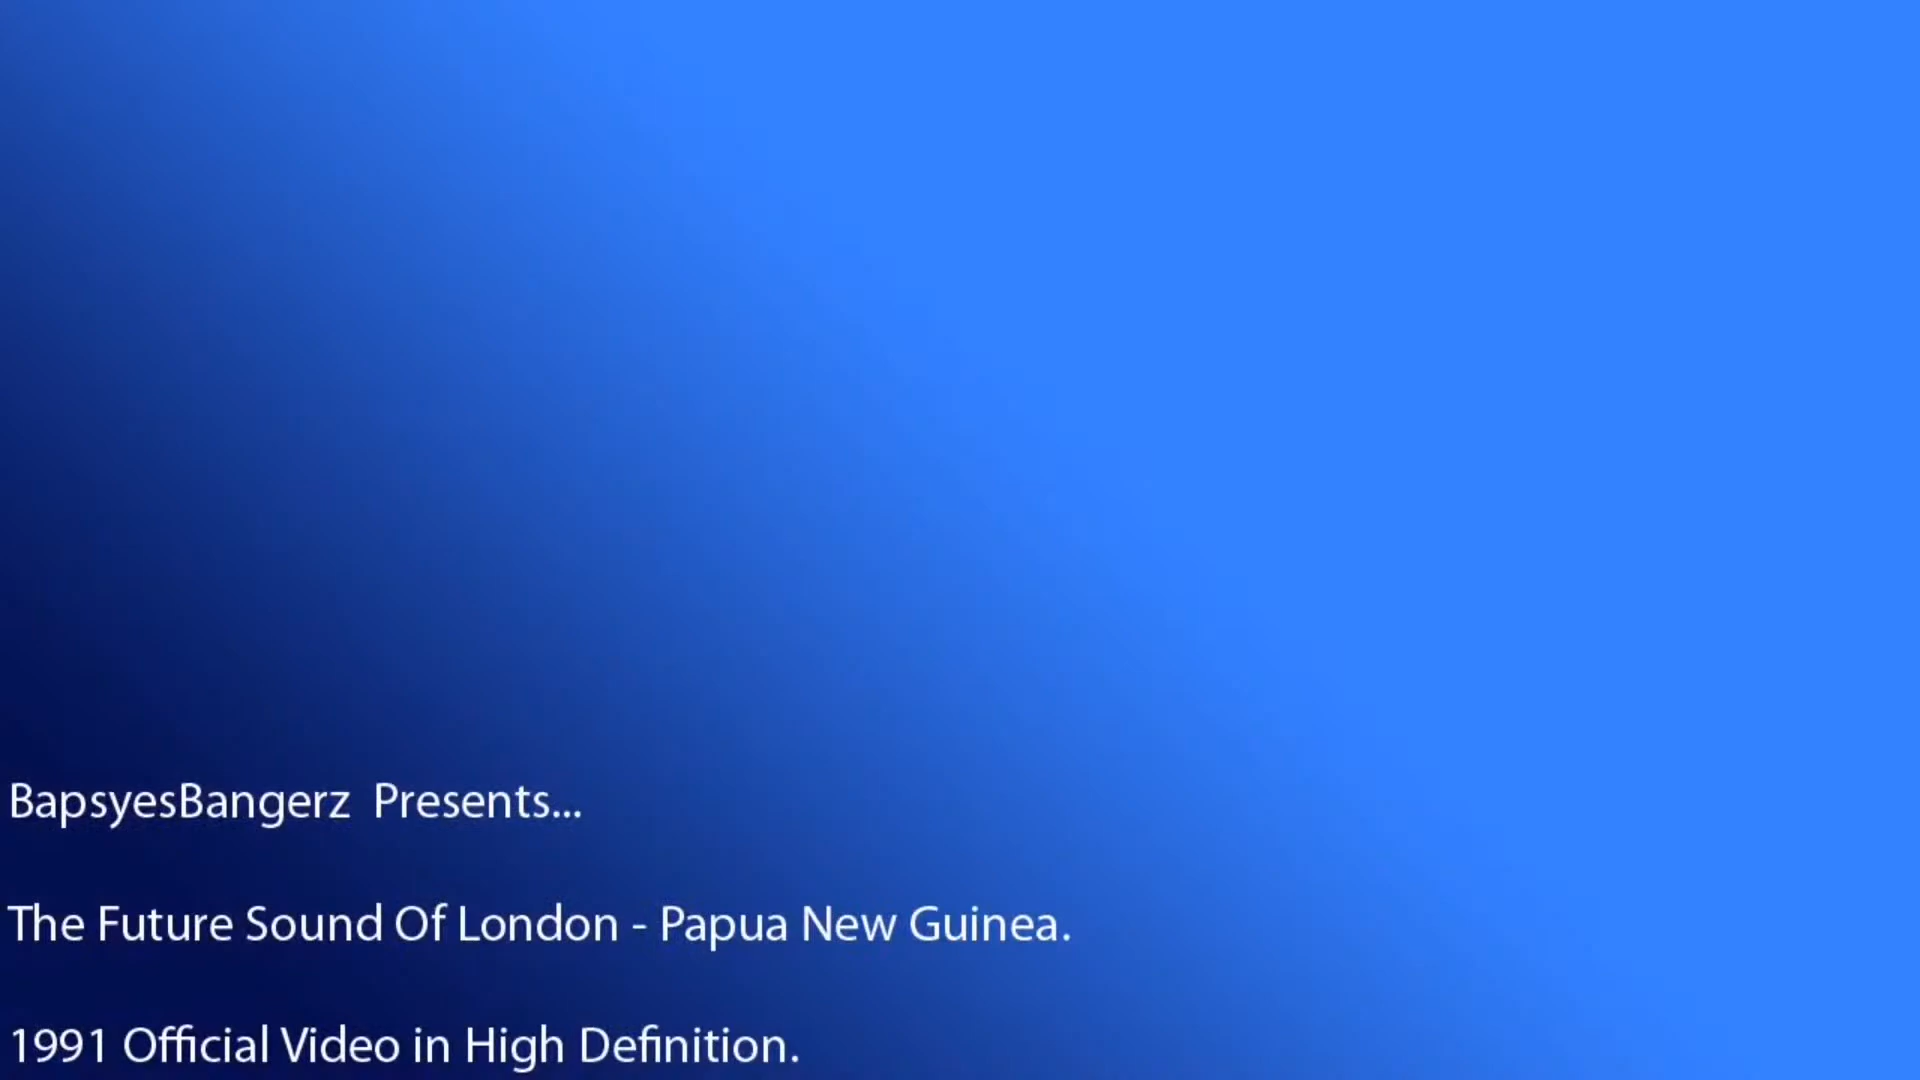 BapsyesBangerz  Presents...
The Future Sound Of London - Papua New Guinea.
1991 Official Video in High Definition.